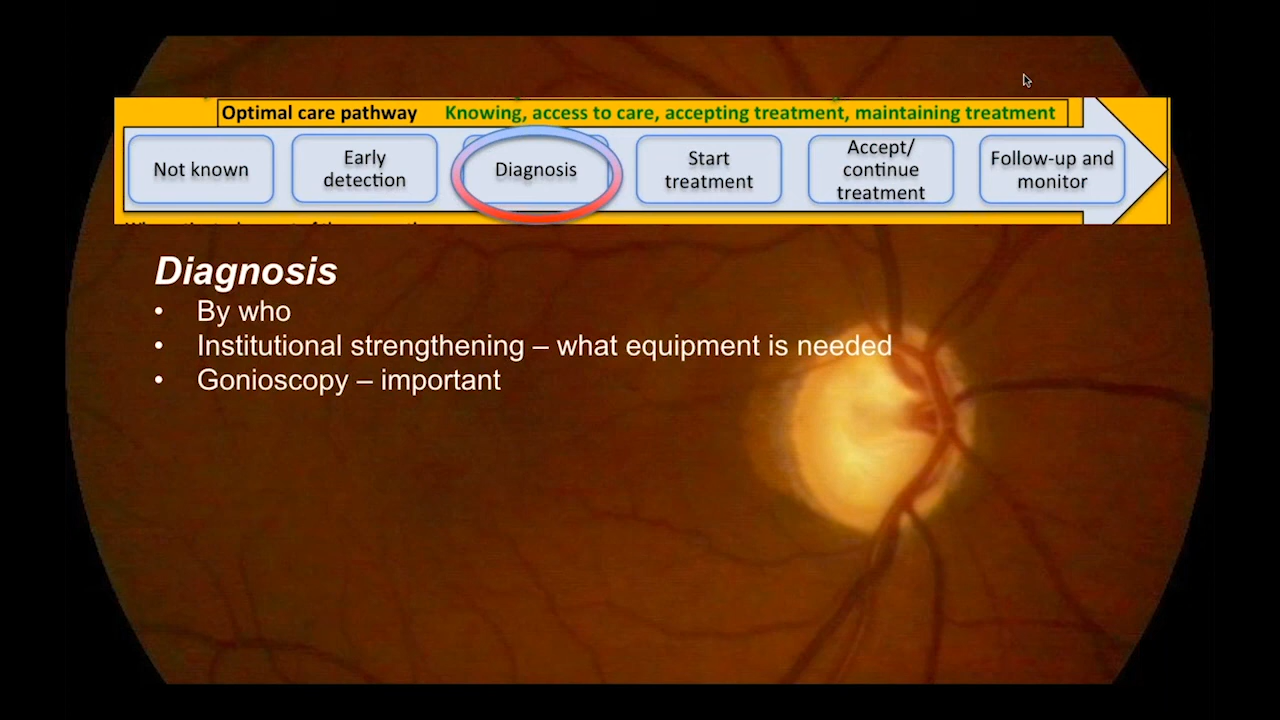 Optimal care pathway Knowing, access to care, accepting treatment, maintaining treatment
Not known
Early
detection
Diagnosis
Start
treatment
Accept/
continue
treatment
Follow-up and
monitor
Diagnosis
• By who
• Institutional strengthening – what equipment is needed
• Gonioscopy – important